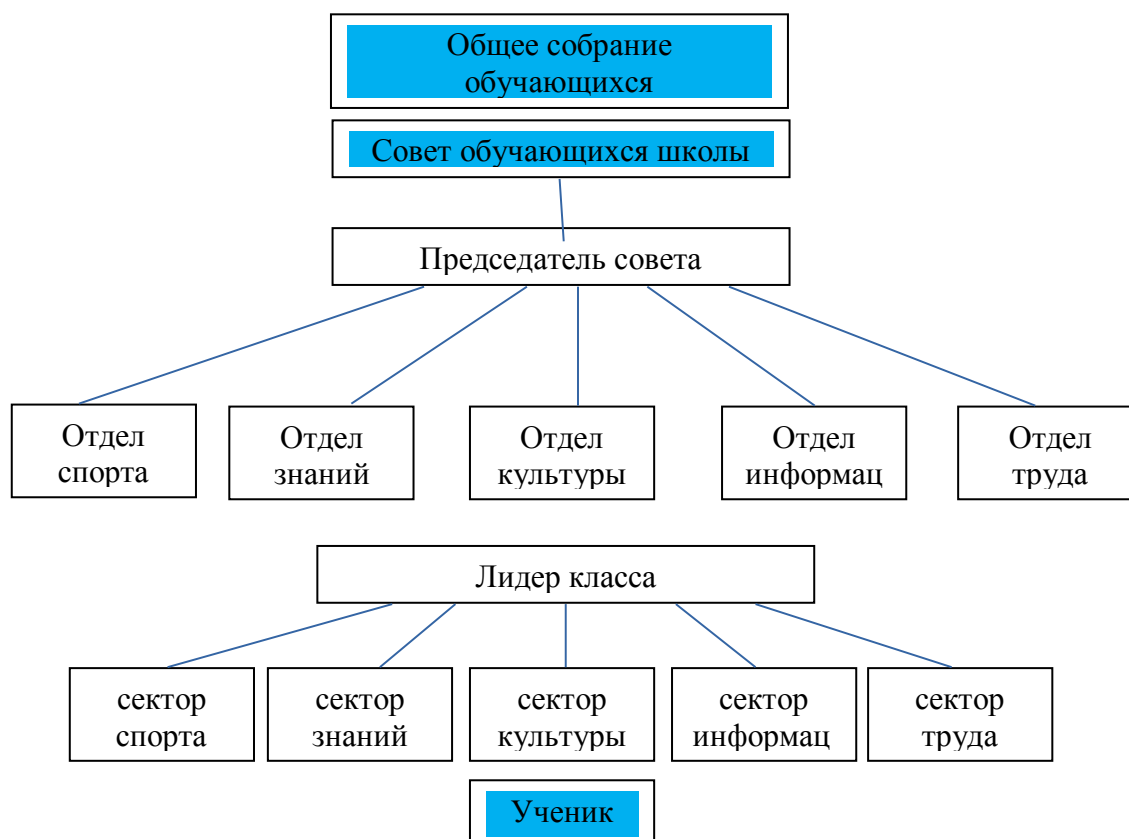 Общее собрание
обучающихся
Совет обучающихся школы
Председатель совета
Отдел
спорта
Отдел
знаний
Отдел
культуры
Отдел
информац
Отдел
труда
Лидер класса
сектор
спорта
сектор
знаний
сектор
культуры
сектор
информац
сектор
труда
Ученик